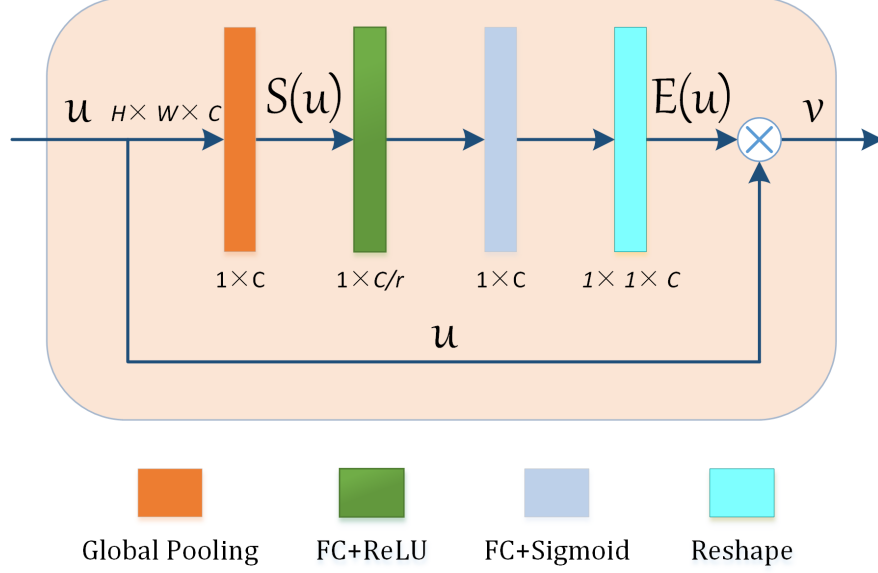 u H× W× C S(u) E(u) v
1×C 1×C/r 1×C 1× 1× C
u
Global Pooling FC+ReLU FC+Sigmoid Reshape